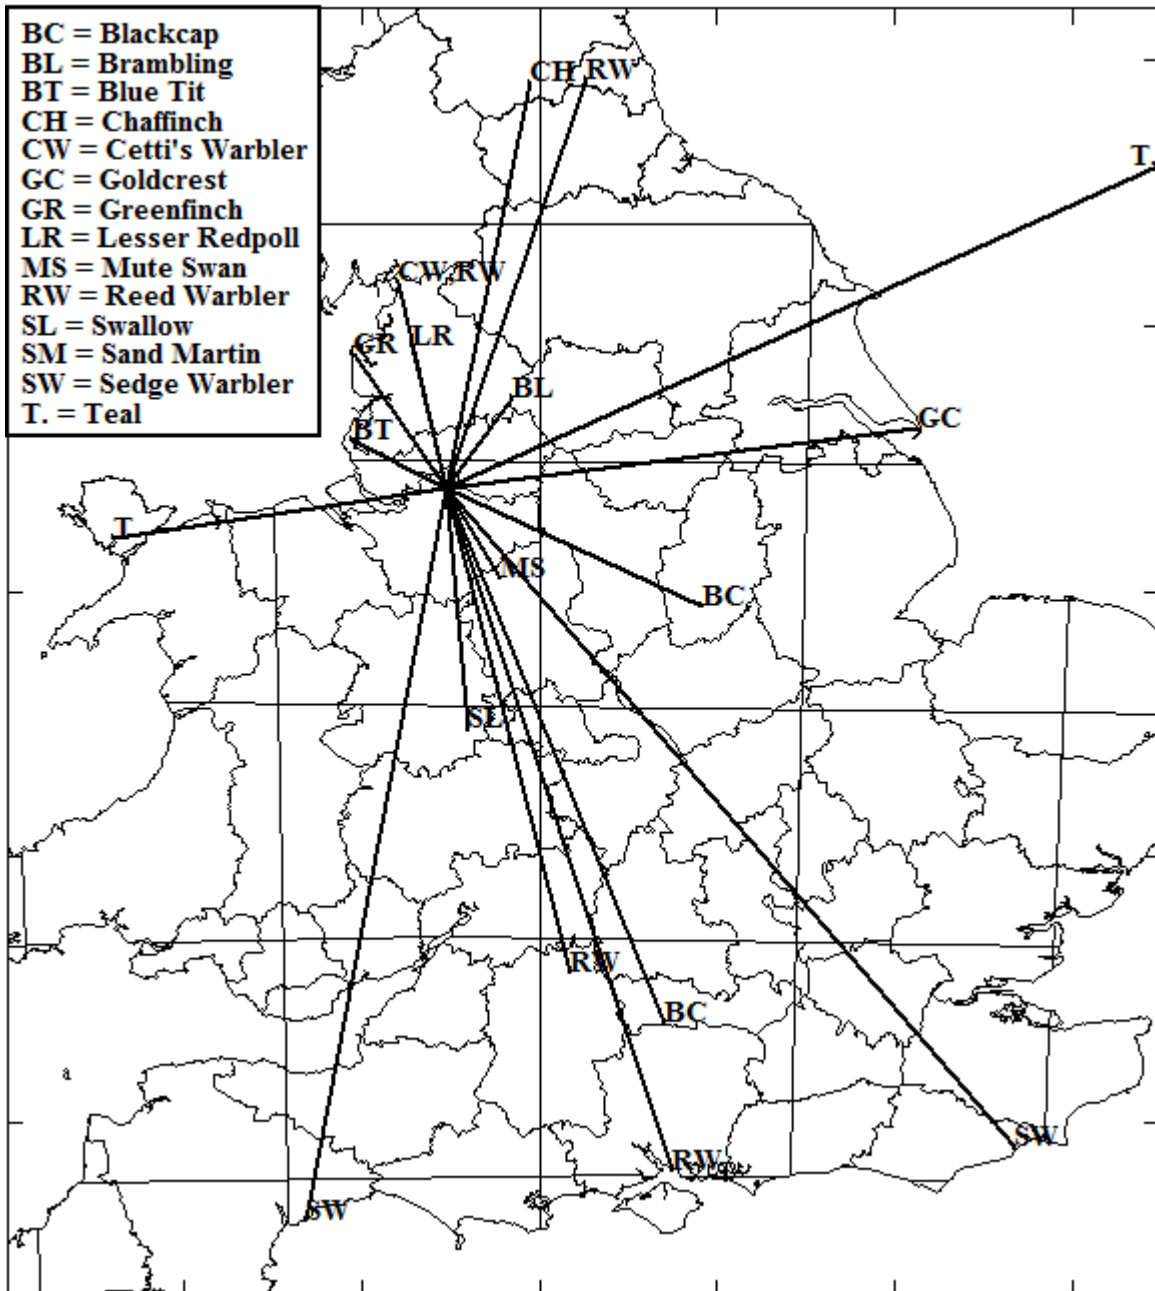 BC = Blackcap
BL = Brambling
BT = Blue Tit
CH = Chaffinch
CW = Cetti's Warbler
GC = Goldcrest
GR = Greenfinch
LR = Lesser Redpoll
MS = Mute Swan
RW = Reed Warbler
SL = Swallow
SM = Sand Martin
SW = Sedge Warbler
T. = Teal
CH RW
T.
CW/RW
LR
GR
BL
BT
GC
T
MS
BC
SL
RW
BC
a
SW
RW
SW